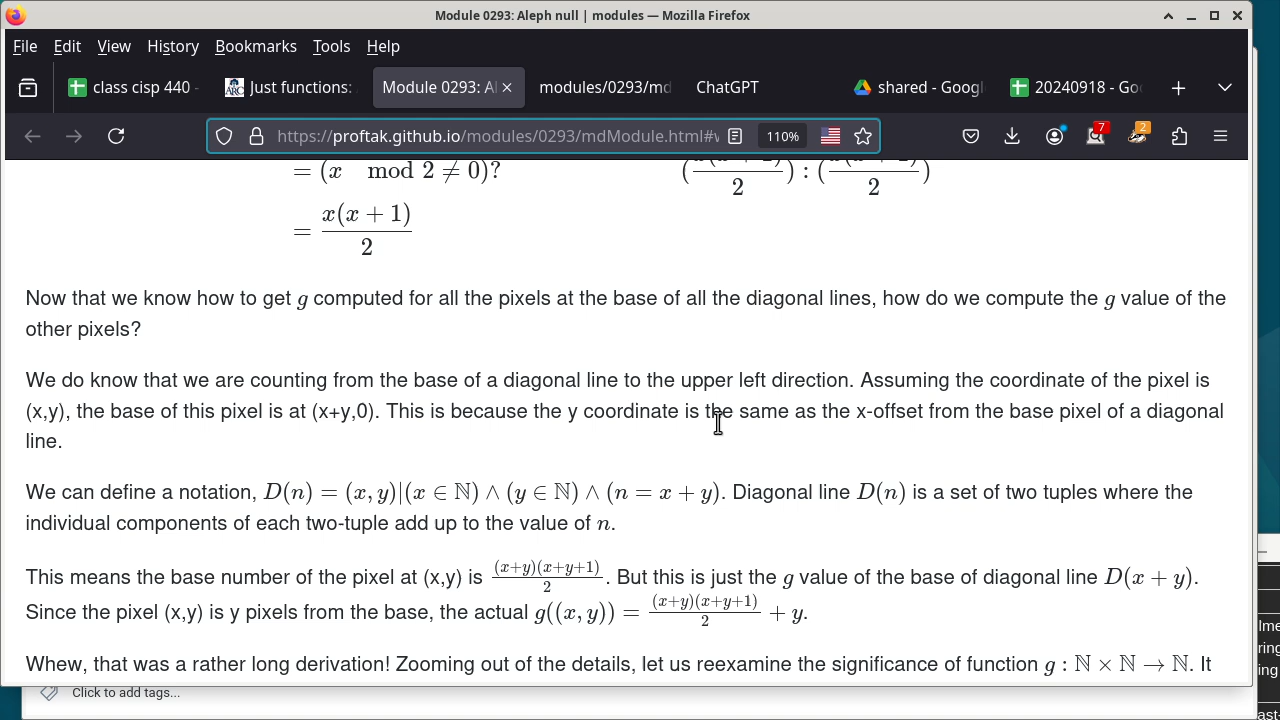 Module 0293: Aleph null | modules — Mozilla Firefox
File Edit View History Bookmarks Tools Help
class cisp 440 - Just functions: Module 0293: Al modules/0293/md ChatGPT shared - Googl 20240918 - Go
https://proftak.github.io/modules/0293/mdModule.html# 110% 7 2
= (x mod 2 ≠ 0)? (x(x + 1)/2) : (x(x + 1)/2)
= x(x + 1)/2
Now that we know how to get g computed for all the pixels at the base of all the diagonal lines, how do we compute the g value of the
other pixels?
We do know that we are counting from the base of a diagonal line to the upper left direction. Assuming the coordinate of the pixel is
(x,y), the base of this pixel is at (x+y,0). This is because the y coordinate is the same as the x-offset from the base pixel of a diagonal
line.
We can define a notation, D(n) = (x, y)|(x ∈ ℕ) ∧ (y ∈ ℕ) ∧ (n = x + y). Diagonal line D(n) is a set of two tuples where the
individual components of each two-tuple add up to the value of n.
This means the base number of the pixel at (x,y) is (x+y)(x+y+1)/2. But this is just the g value of the base of diagonal line D(x + y).
Since the pixel (x,y) is y pixels from the base, the actual g((x, y)) = (x+y)(x+y+1)/2 + y.
Whew, that was a rather long derivation! Zooming out of the details, let us reexamine the significance of function g : ℕ × ℕ → ℕ. It
Click to add tags...